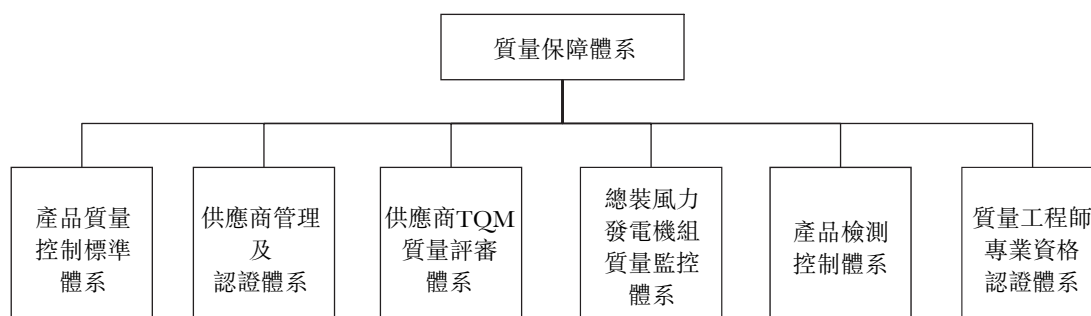 質量保障體系
產品質量
控制標準
體系
供應商管理
及
認證體系
供應商TQM
質量評審
體系
總裝風力
發電機組
質量監控
體系
產品檢測
控制體系
質量工程師
專業資格
認證體系